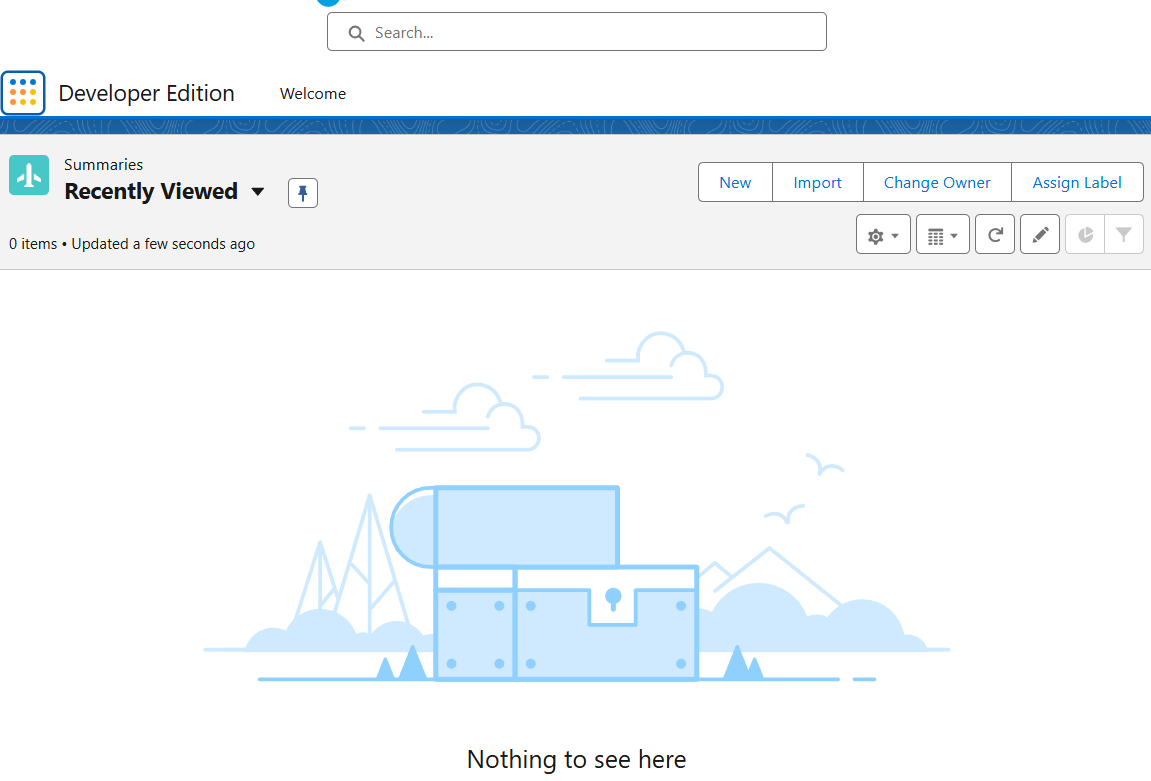 Search...
Developer Edition Welcome
Summaries
Recently Viewed
New Import Change Owner Assign Label
0 items • Updated a few seconds ago
Nothing to see here